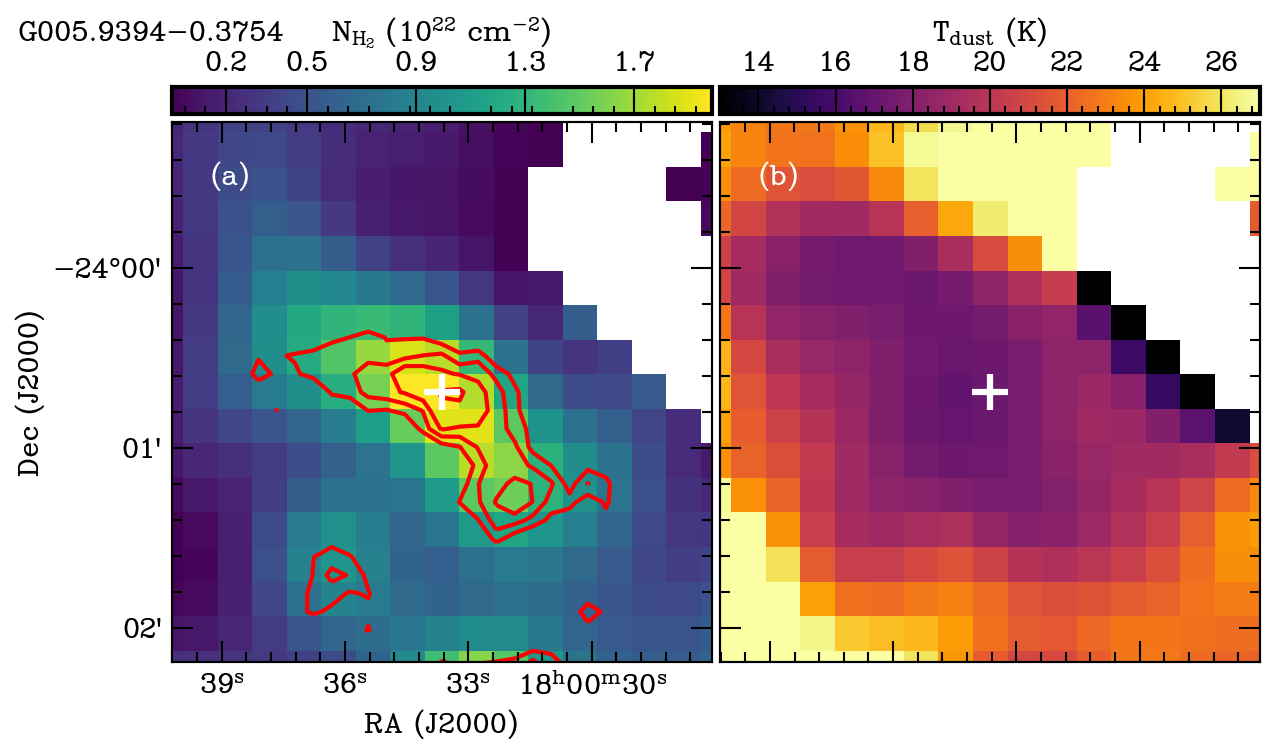 G005.9394−0.3754 N_H₂ (10²² cm⁻²) T_dust (K)
0.2 0.5 0.9 1.3 1.7 14 16 18 20 22 24 26
(a) (b)
−24°00'
01'
02'
Dec (J2000)
39ˢ 36ˢ 33ˢ 18ʰ00ᵐ30ˢ
RA (J2000)